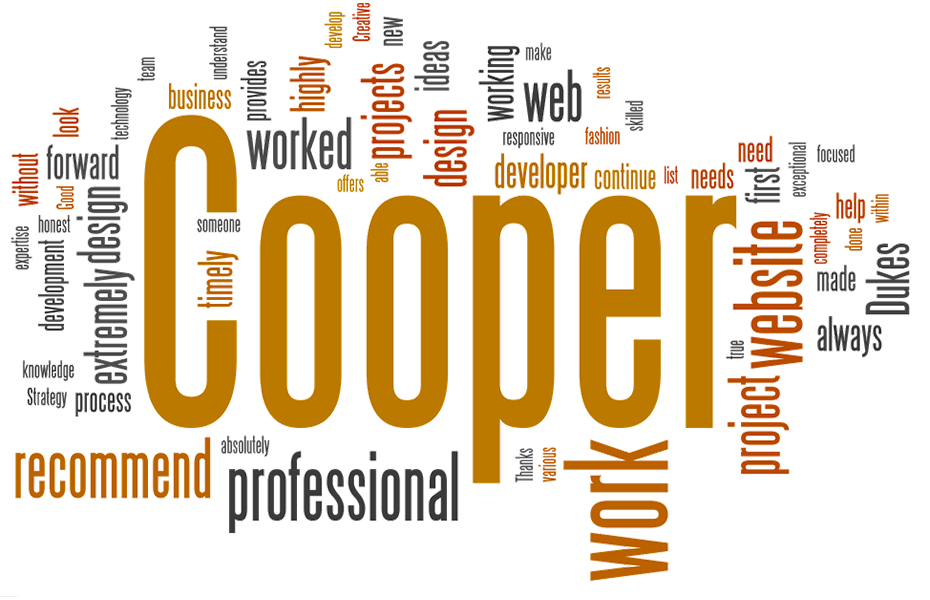 Creative
develop
new
understand
team
provides
highly
projects
ideas
working
make
web
results
skilled
business
technology
look
worked
design
responsive
fashion
without
forward
Good
offers
able
developer
continue
list
needs
need
first
exceptional
focused
expertise
honest
design
someone
Cooper
website
completely
help
done
within
development
extremely
timely
made
Dukes
always
true
knowledge
Strategy
process
project
recommend
absolutely
professional
Thanks
various
work